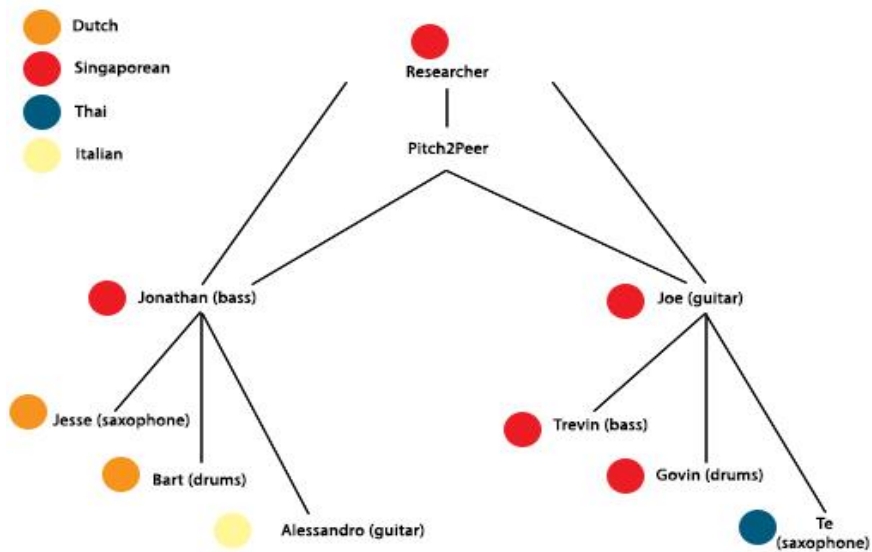 Dutch
Singaporean
Thai
Italian
Researcher
Pitch2Peer
Jonathan (bass)
Joe (guitar)
Jesse (saxophone)
Trevin (bass)
Bart (drums)
Govin (drums)
Alessandro (guitar)
Te
(saxophone)